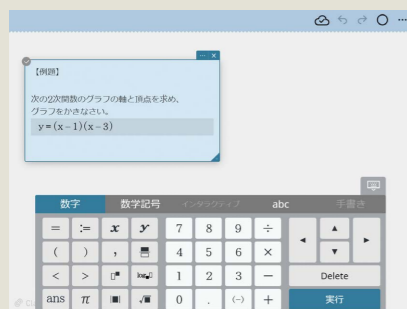 【例題】
次の2次関数のグラフの軸と頂点を求め、
グラフをかきなさい。
y=(x−1)(x−3)
数字 数学記号 インタラクティブ abc 手書き
= := x y 7 8 9 ÷
( ) , 4 5 6 ×
< > 1 2 3 − Delete
ans π 0 . (−) + 実行